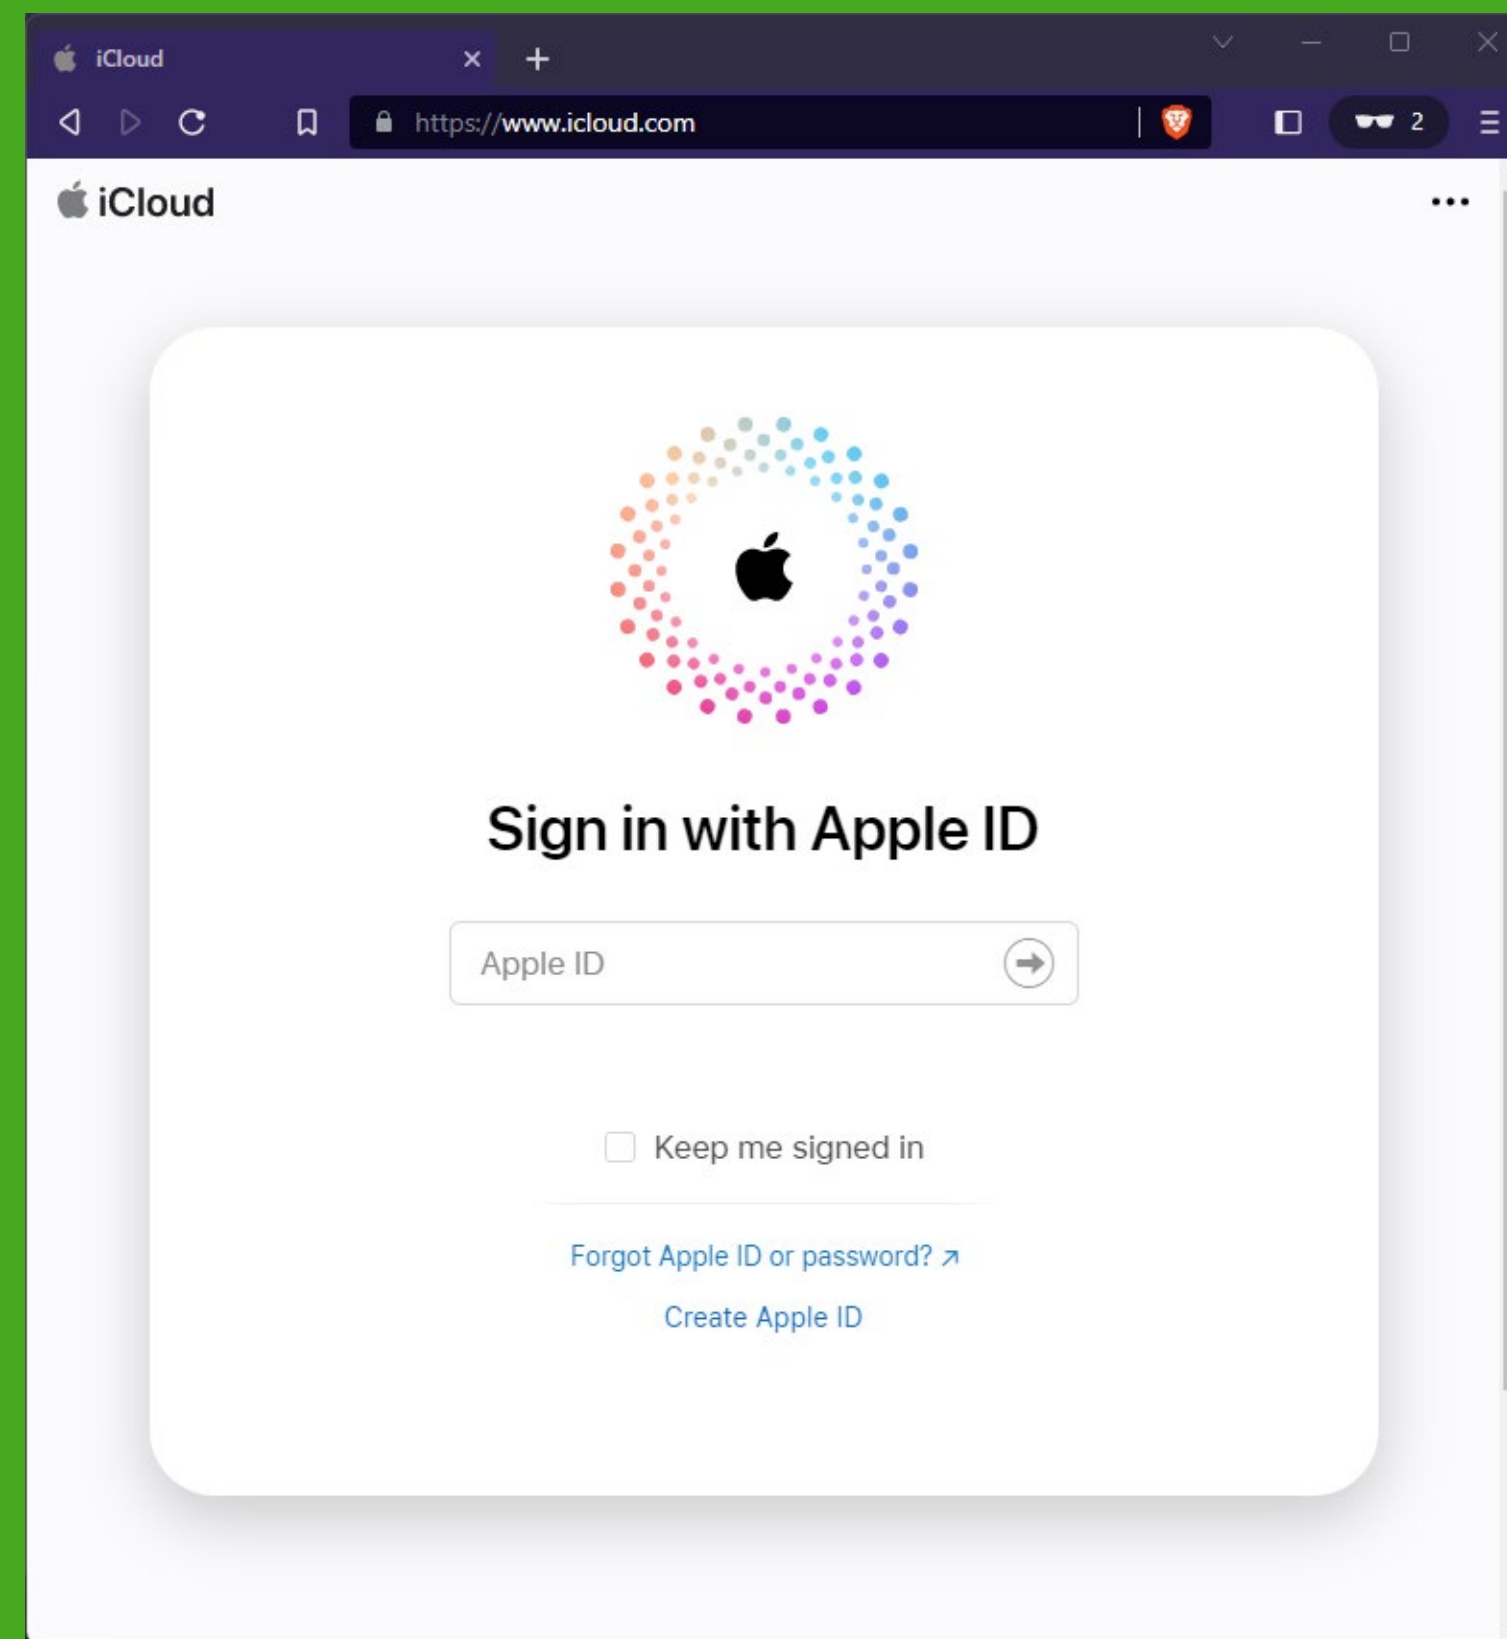 iCloud
2
https://www.icloud.com
iCloud
Sign in with Apple ID
Apple ID
Keep me signed in
Forgot Apple ID or password?
Create Apple ID